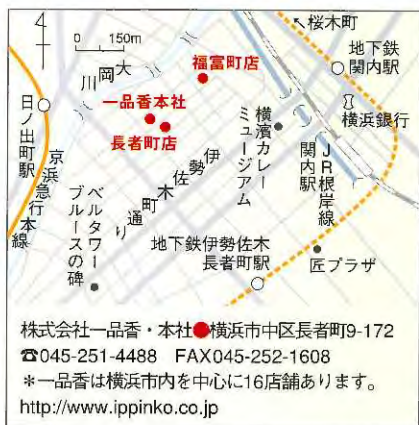 ↖桜木町
0 150m
地下鉄
関内駅
大岡川
福富町店
一品香本社
長者町店
横浜銀行
日ノ出町駅
横濱カレー
ミュージアム
JR根岸線
関内駅
伊勢佐木町通り
京浜急行本線
ベルタワー
ブルースの碑
地下鉄伊勢佐木
長者町駅
匠プラザ
株式会社一品香・本社●横浜市中区長者町9-172
☎045-251-4488 FAX045-252-1608
＊一品香は横浜市内を中心に16店舗あります。
http://www.ippinko.co.jp